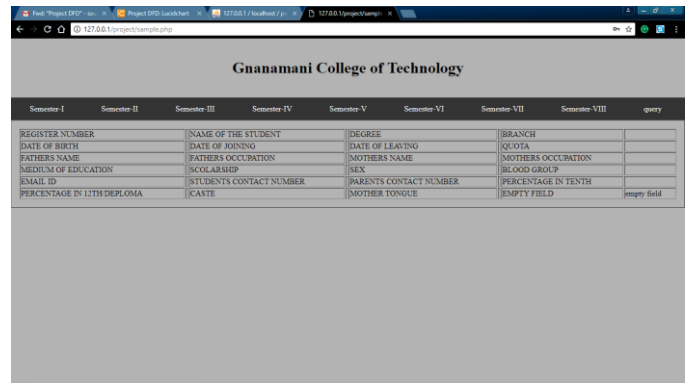 Fwd: "Project DFD" - sou Project DFD: Lucidchart 127.0.0.1 / localhost / p 127.0.0.1/project/sampl
127.0.0.1/project/sample.php
Gnanamani College of Technology
Semester-I Semester-II Semester-III Semester-IV Semester-V Semester-VI Semester-VII Semester-VIII query
REGISTER NUMBER NAME OF THE STUDENT DEGREE BRANCH
DATE OF BIRTH DATE OF JOINING DATE OF LEAVING QUOTA
FATHERS NAME FATHERS OCCUPATION MOTHERS NAME MOTHERS OCCUPATION
MEDIUM OF EDUCATION SCOLARSHIP SEX BLOOD GROUP
EMAIL ID STUDENTS CONTACT NUMBER PARENTS CONTACT NUMBER PERCENTAGE IN TENTH
PERCENTAGE IN 12TH/DEPLOMA CASTE MOTHER TONGUE EMPTY FIELD empty field